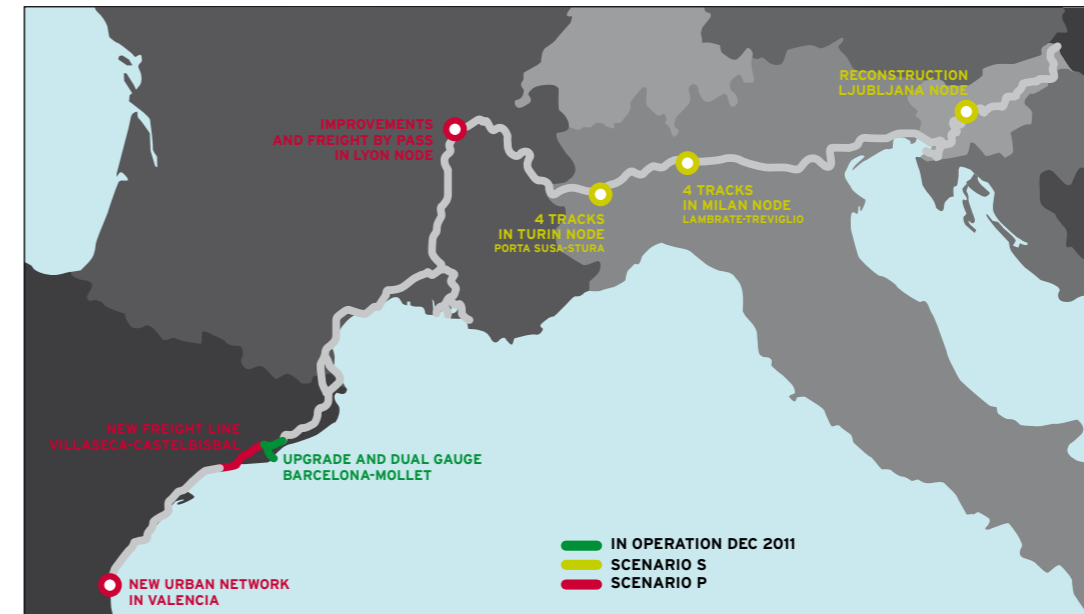 RECONSTRUCTION
LJUBLJANA NODE
IMPROVEMENTS
AND FREIGHT BY PASS
IN LYON NODE
4 TRACKS
IN MILAN NODE
LAMBRATE-TREVIGLIO
4 TRACKS
IN TURIN NODE
PORTA SUSA-STURA
NEW FREIGHT LINE
VILLASECA-CASTELBISBAL
UPGRADE AND DUAL GAUGE
BARCELONA-MOLLET
IN OPERATION DEC 2011
SCENARIO S
SCENARIO P
NEW URBAN NETWORK
IN VALENCIA